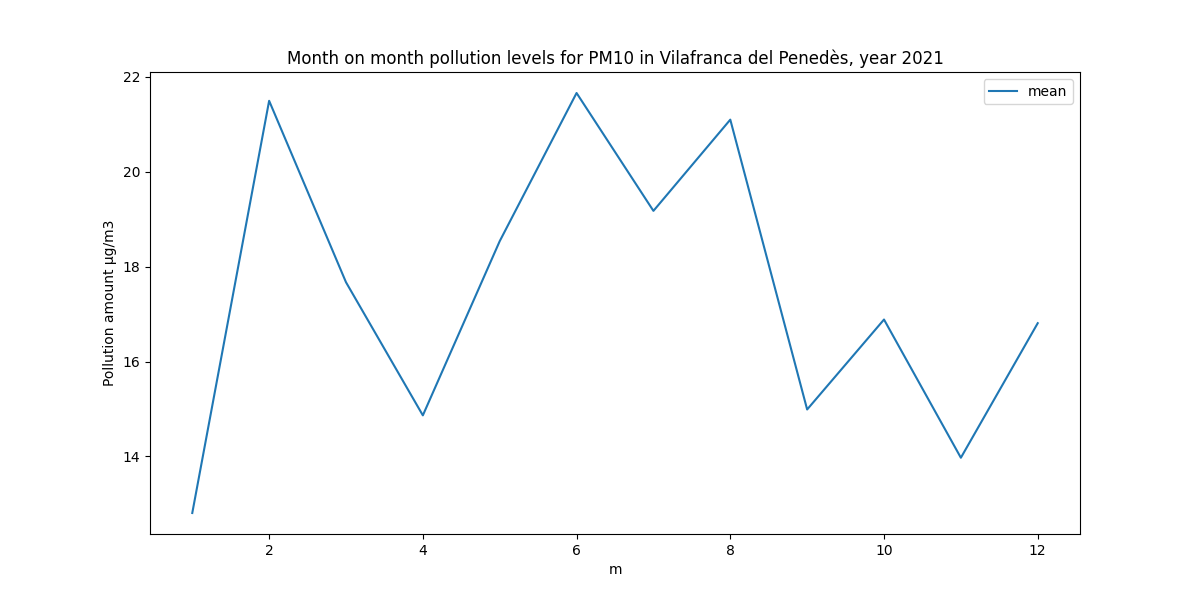 Month on month pollution levels for PM10 in Vilafranca del Penedès, year 2021
mean
Pollution amount µg/m3
22
20
18
16
14
2 4 6 8 10 12
m